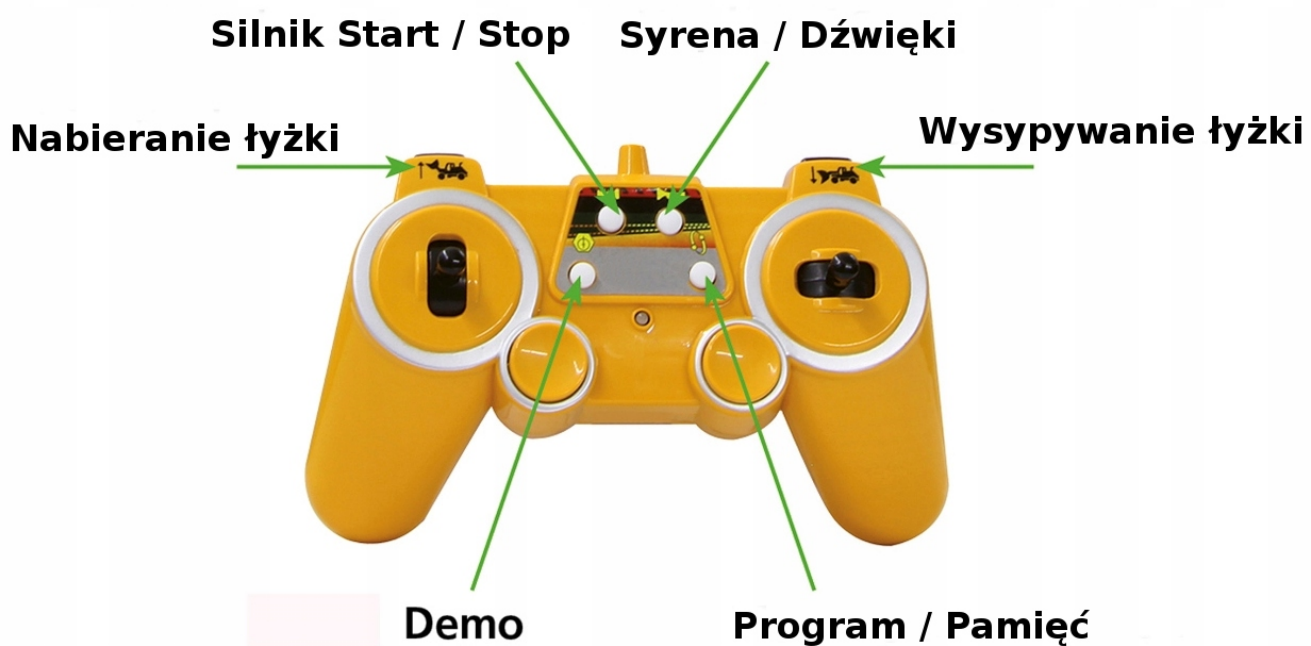 Silnik Start / Stop
Syrena / Dźwięki
Nabieranie łyżki
Wysypywanie łyżki
Demo
Program / Pamięć